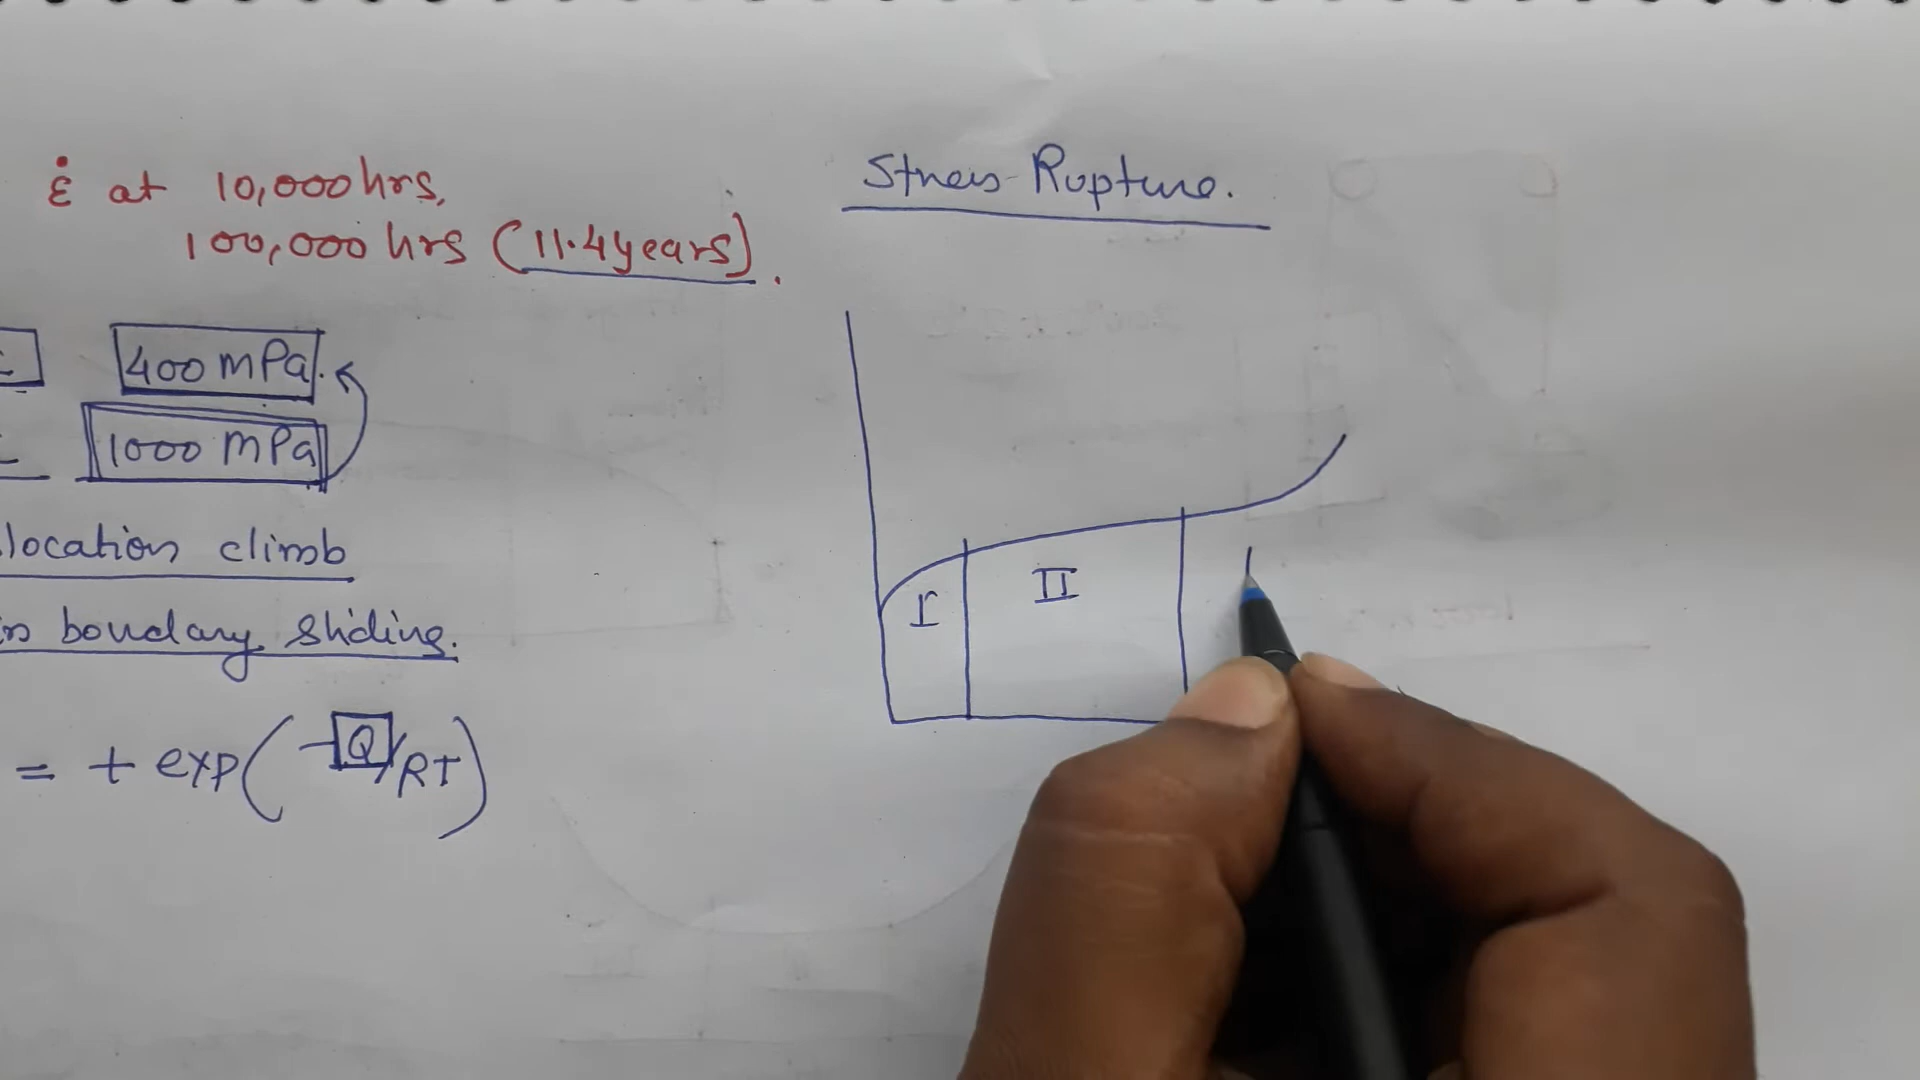 ε̇ at 10,000 hrs,
100,000 hrs (11.4 years).
400 mPa.
1000 mPa
location climb
boundary sliding.
= + exp(-Q/RT)
Stress-Rupture.
I
II